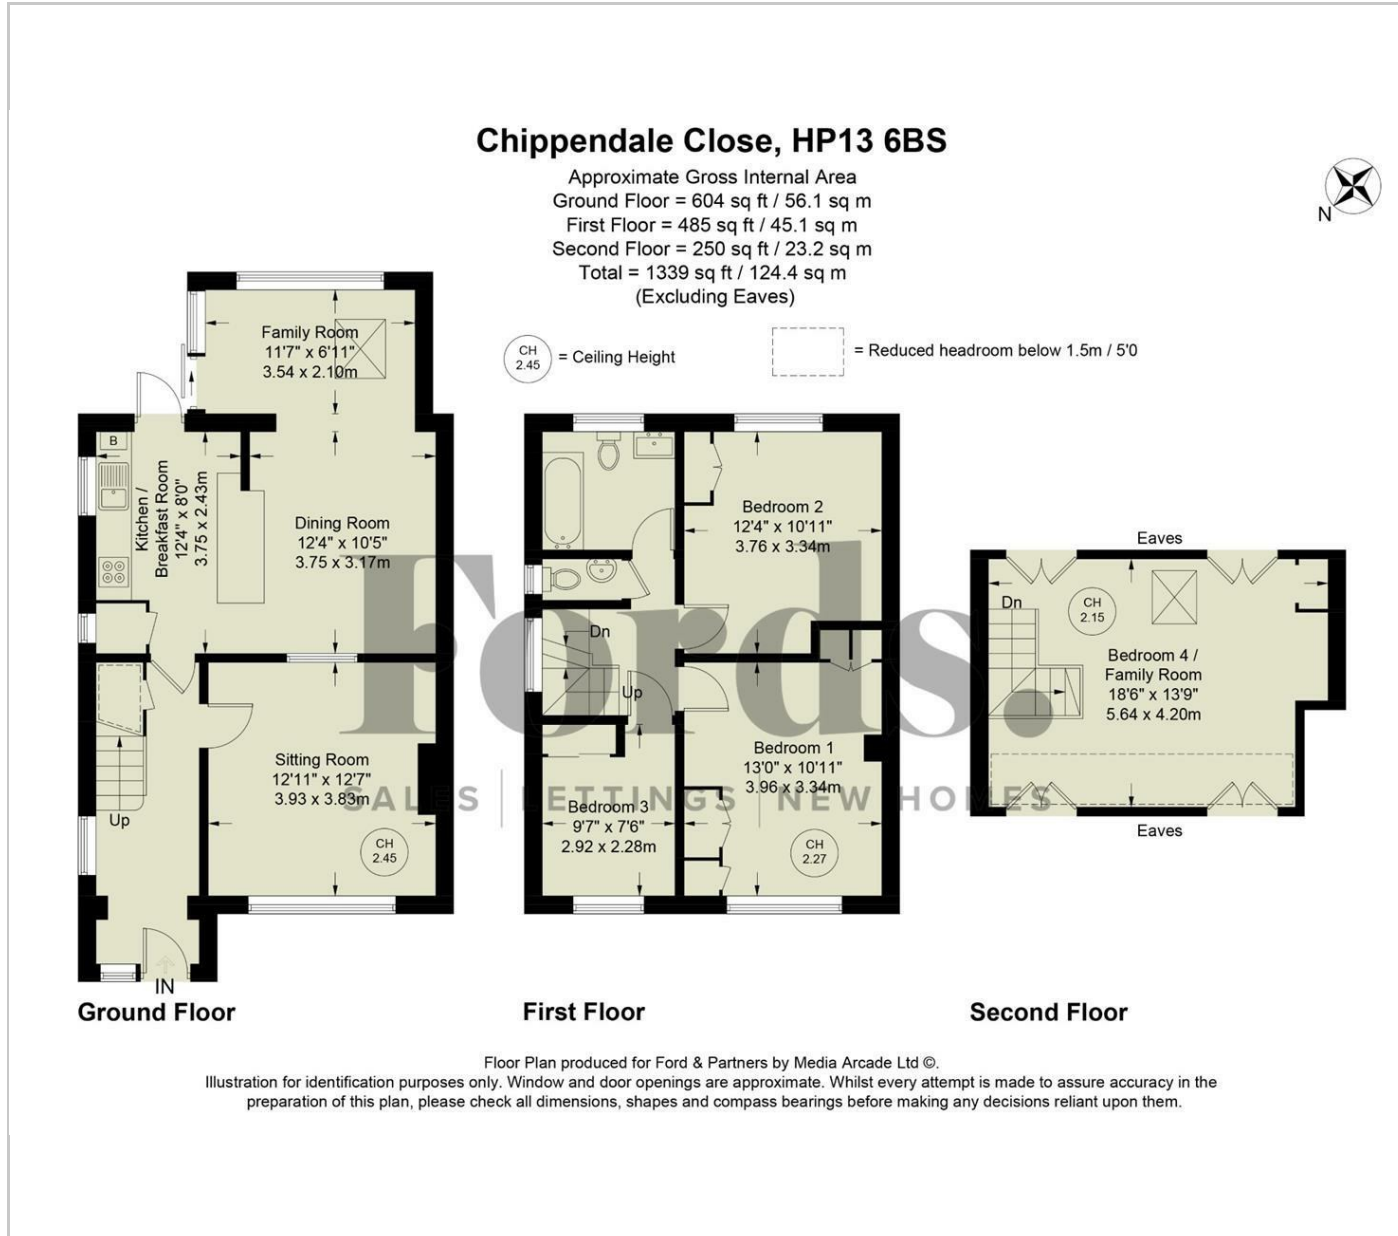 Chippendale Close, HP13 6BS
Approximate Gross Internal Area
Ground Floor = 604 sq ft / 56.1 sq m
First Floor = 485 sq ft / 45.1 sq m
Second Floor = 250 sq ft / 23.2 sq m
Total = 1339 sq ft / 124.4 sq m
(Excluding Eaves)
N
CH
2.45
= Ceiling Height
= Reduced headroom below 1.5m / 5'0
Family Room
11'7" x 6'11"
3.54 x 2.10m
B
Kitchen /
Breakfast Room
12'4" x 8'0"
3.75 x 2.43m
Dining Room
12'4" x 10'5"
3.75 x 3.17m
Sitting Room
12'11" x 12'7"
3.93 x 3.83m
CH
2.45
Up
IN
Ground Floor
Bedroom 2
12'4" x 10'11"
3.76 x 3.34m
Dn
Up
Bedroom 1
13'0" x 10'11"
3.96 x 3.34m
CH
2.27
Bedroom 3
9'7" x 7'6"
2.92 x 2.28m
First Floor
Eaves
Dn
CH
2.15
Bedroom 4 /
Family Room
18'6" x 13'9"
5.64 x 4.20m
Eaves
Second Floor
Fords.
SALES | LETTINGS NEW HOMES
Floor Plan produced for Ford & Partners by Media Arcade Ltd ©.
Illustration for identification purposes only. Window and door openings are approximate. Whilst every attempt is made to assure accuracy in the
preparation of this plan, please check all dimensions, shapes and compass bearings before making any decisions reliant upon them.